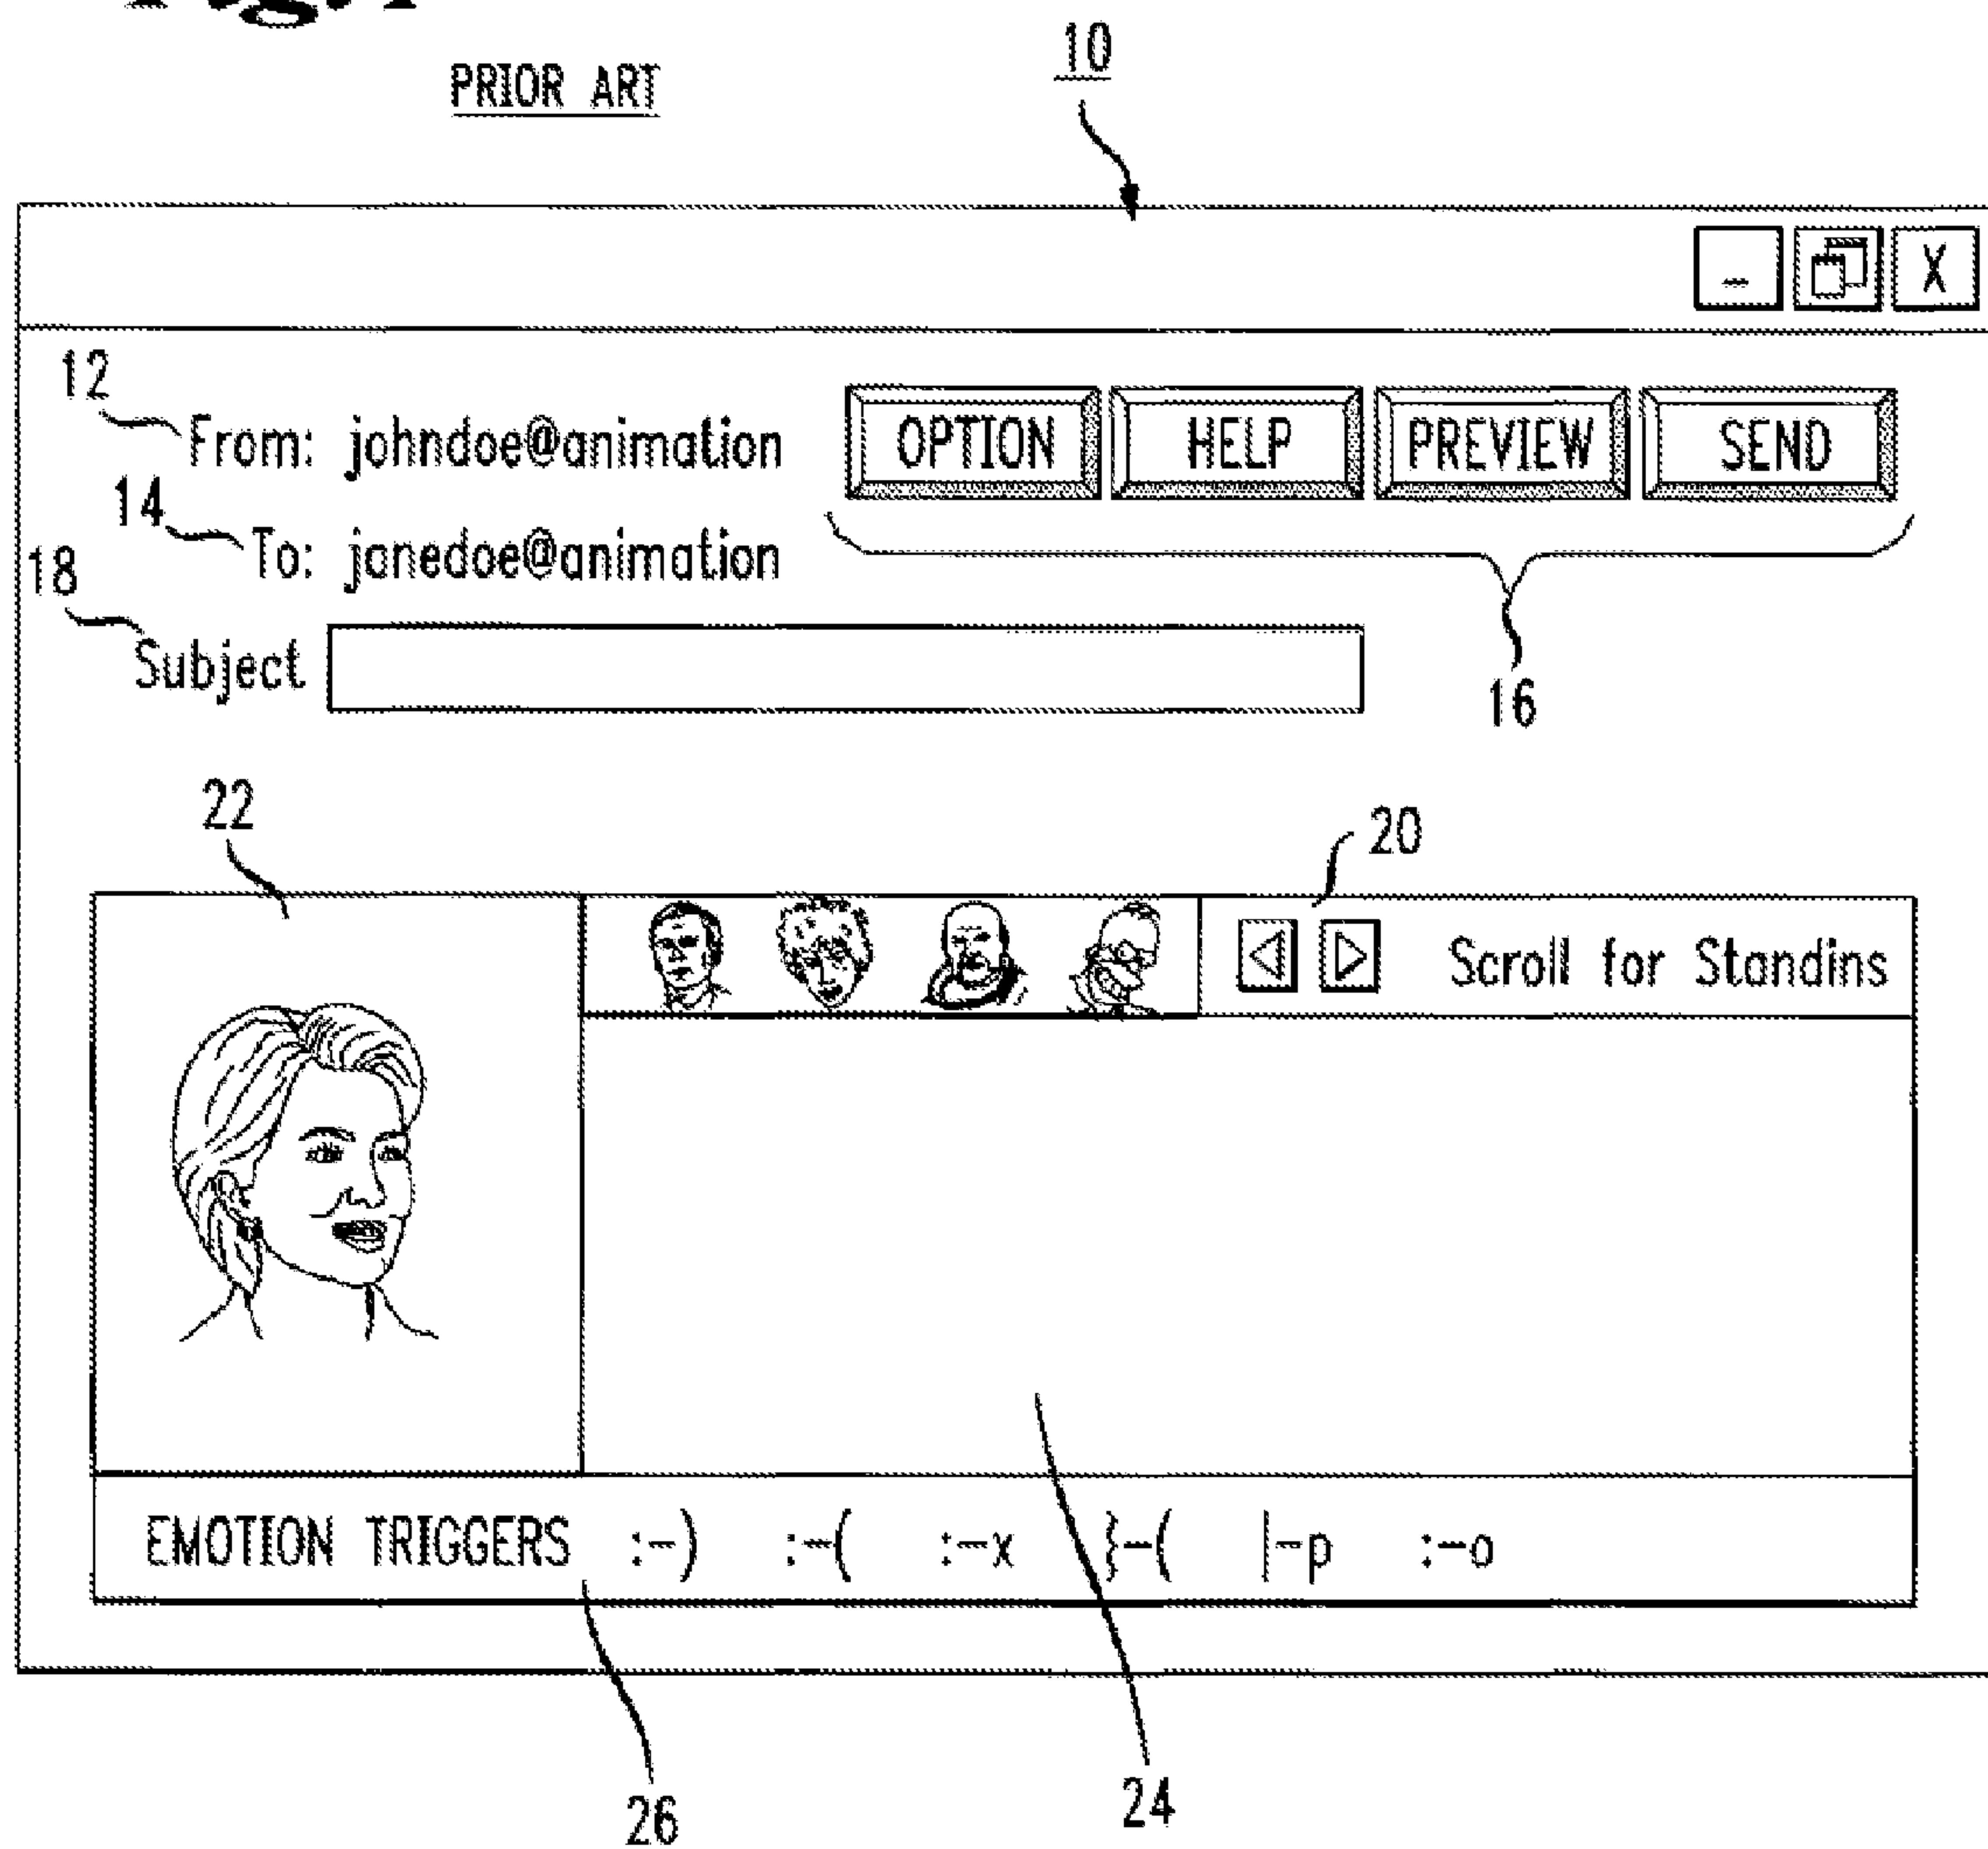 PRIOR ART
10
_ X
12
From: johndoe@animation OPTION HELP PREVIEW SEND
14
To: janedoe@animation
18
Subject
16
22
20
Scroll for Standins
EMOTION TRIGGERS :-) :-( :-x }-( |-p :-o
24
26